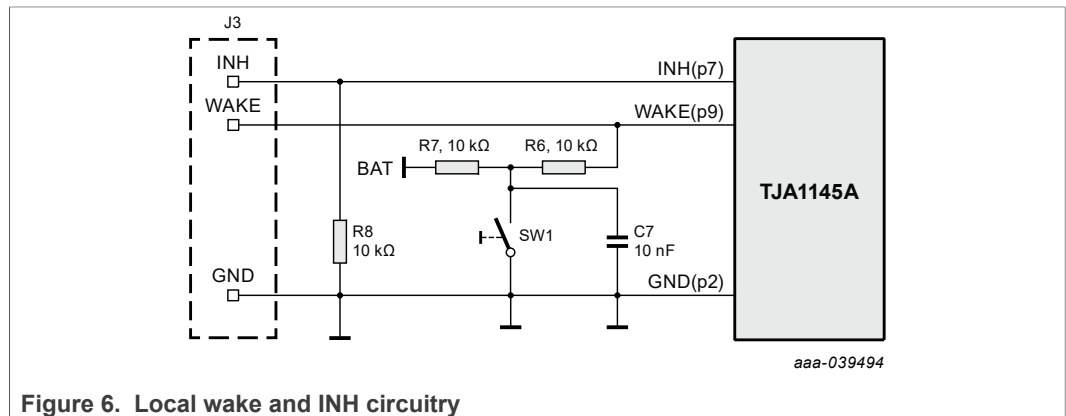 J3
INH
INH(p7)
WAKE
WAKE(p9)
R7, 10 kΩ
R6, 10 kΩ
BAT
TJA1145A
R8
10 kΩ
SW1
C7
10 nF
GND
GND(p2)
aaa-039494
Figure 6. Local wake and INH circuitry